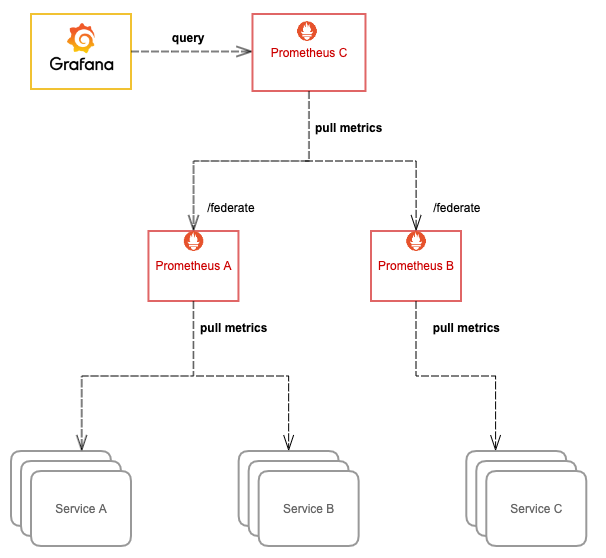 Grafana
query
Prometheus C
pull metrics
/federate
/federate
Prometheus A
Prometheus B
pull metrics
pull metrics
Service A
Service B
Service C